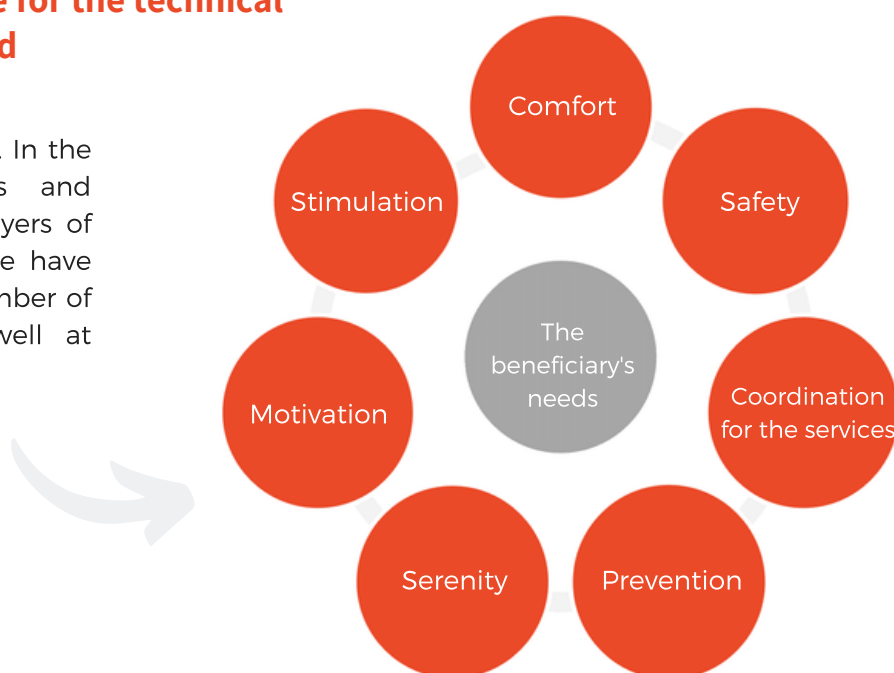 e for the technical
d
. In the
s and
yers of
e have
nber of
well at
Comfort
Stimulation
Safety
The
beneficiary's
needs
Motivation
Coordination
for the services
Serenity
Prevention